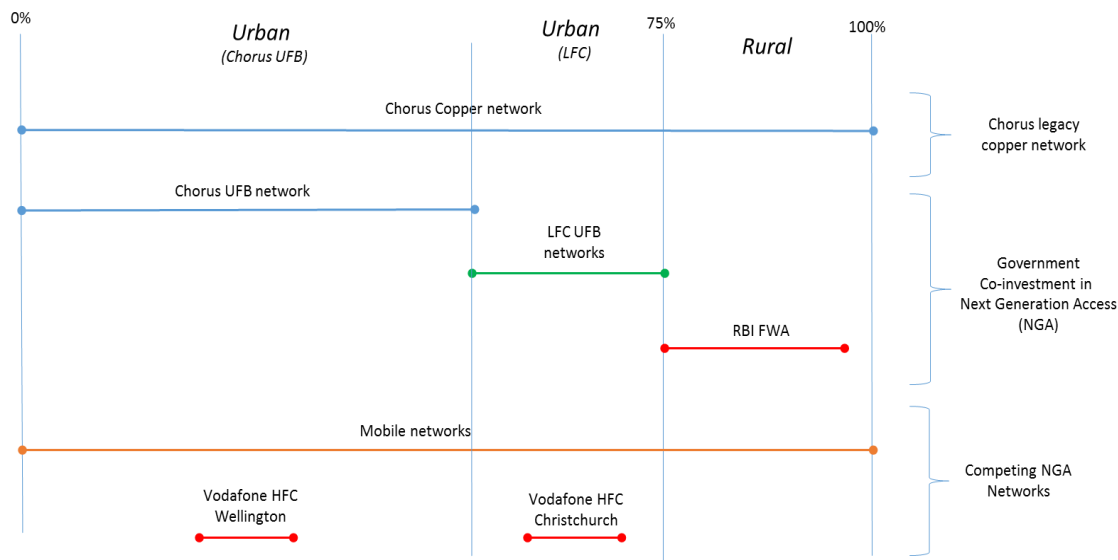 0%
Urban
(Chorus UFB)
Urban
(LFC)
75%
Rural
100%
Chorus Copper network
Chorus legacy
copper network
Chorus UFB network
LFC UFB
networks
RBI FWA
Government
Co-investment in
Next Generation Access
(NGA)
Mobile networks
Vodafone HFC
Wellington
Vodafone HFC
Christchurch
Competing NGA
Networks